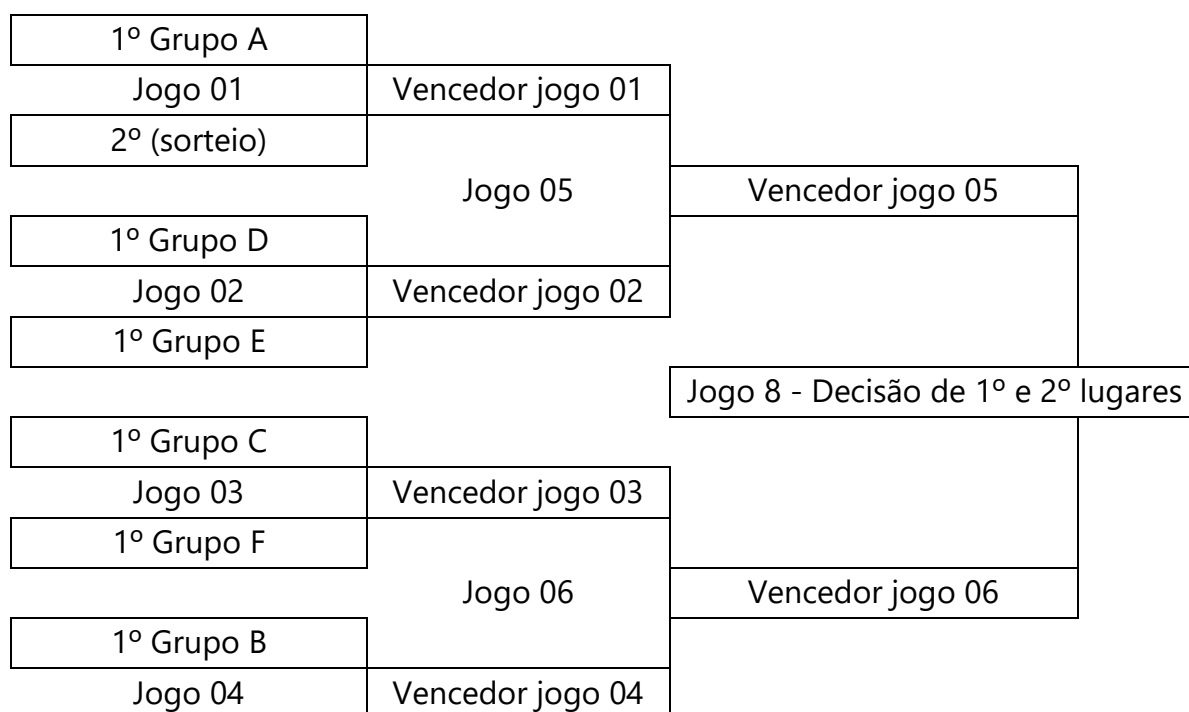 1º Grupo A
Jogo 01 Vencedor jogo 01
2º (sorteio)
Jogo 05 Vencedor jogo 05
1º Grupo D
Jogo 02 Vencedor jogo 02
1º Grupo E
Jogo 8 - Decisão de 1º e 2º lugares
1º Grupo C
Jogo 03 Vencedor jogo 03
1º Grupo F
Jogo 06 Vencedor jogo 06
1º Grupo B
Jogo 04 Vencedor jogo 04